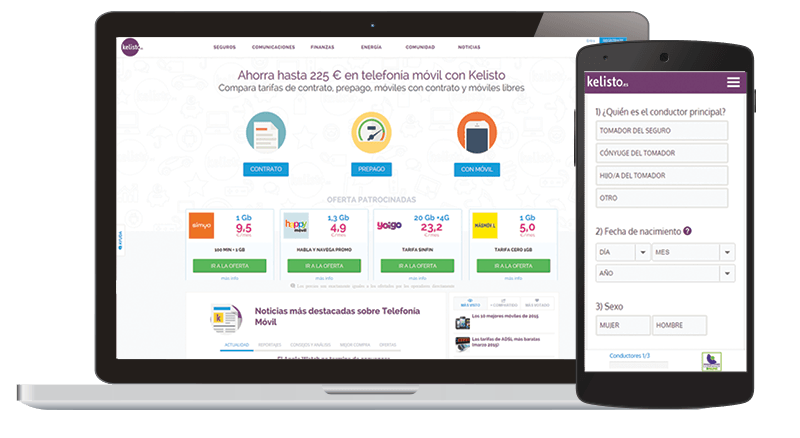 kelisto.es
SEGUROS COMUNICACIONES FINANZAS ENERGÍA COMUNIDAD NOTICIAS
Ahorra hasta 225 € en telefonía móvil con Kelisto
Compara tarifas de contrato, prepago, móviles con contrato y móviles libres
CONTRATO PREPAGO CON MÓVIL
OFERTA PATROCINADAS
simyo 1 Gb
9,5
€/mes
100 MIN + 1 GB
IR A LA OFERTA
mas info
happy móvil 1,3 Gb
4,9
€/mes
HABLA Y NAVEGA PROMO
IR A LA OFERTA
mas info
yoigo 20 Gb +4G
23,2
€/mes
TARIFA SINFIN
IR A LA OFERTA
mas info
MÁSMÓVIL 1 Gb
5,0
€/mes
TARIFA CERO 1GB
IR A LA OFERTA
mas info
AYUDA
Noticias más destacadas sobre Telefonía
Móvil
ACTUALIDAD REPORTAJES CONSEJOS Y ANÁLISIS MEJOR COMPRA
Los 10 mejores móviles de 2015
Las tarifas de ADSL más baratas
(marzo 2015)
kelisto.es
1) ¿Quién es el conductor principal?
TOMADOR DEL SEGURO
CÓNYUGE DEL TOMADOR
HIJO/A DEL TOMADOR
OTRO
2) Fecha de nacimiento ?
DÍA MES
AÑO
3) Sexo
MUJER HOMBRE
Conductores 1/3